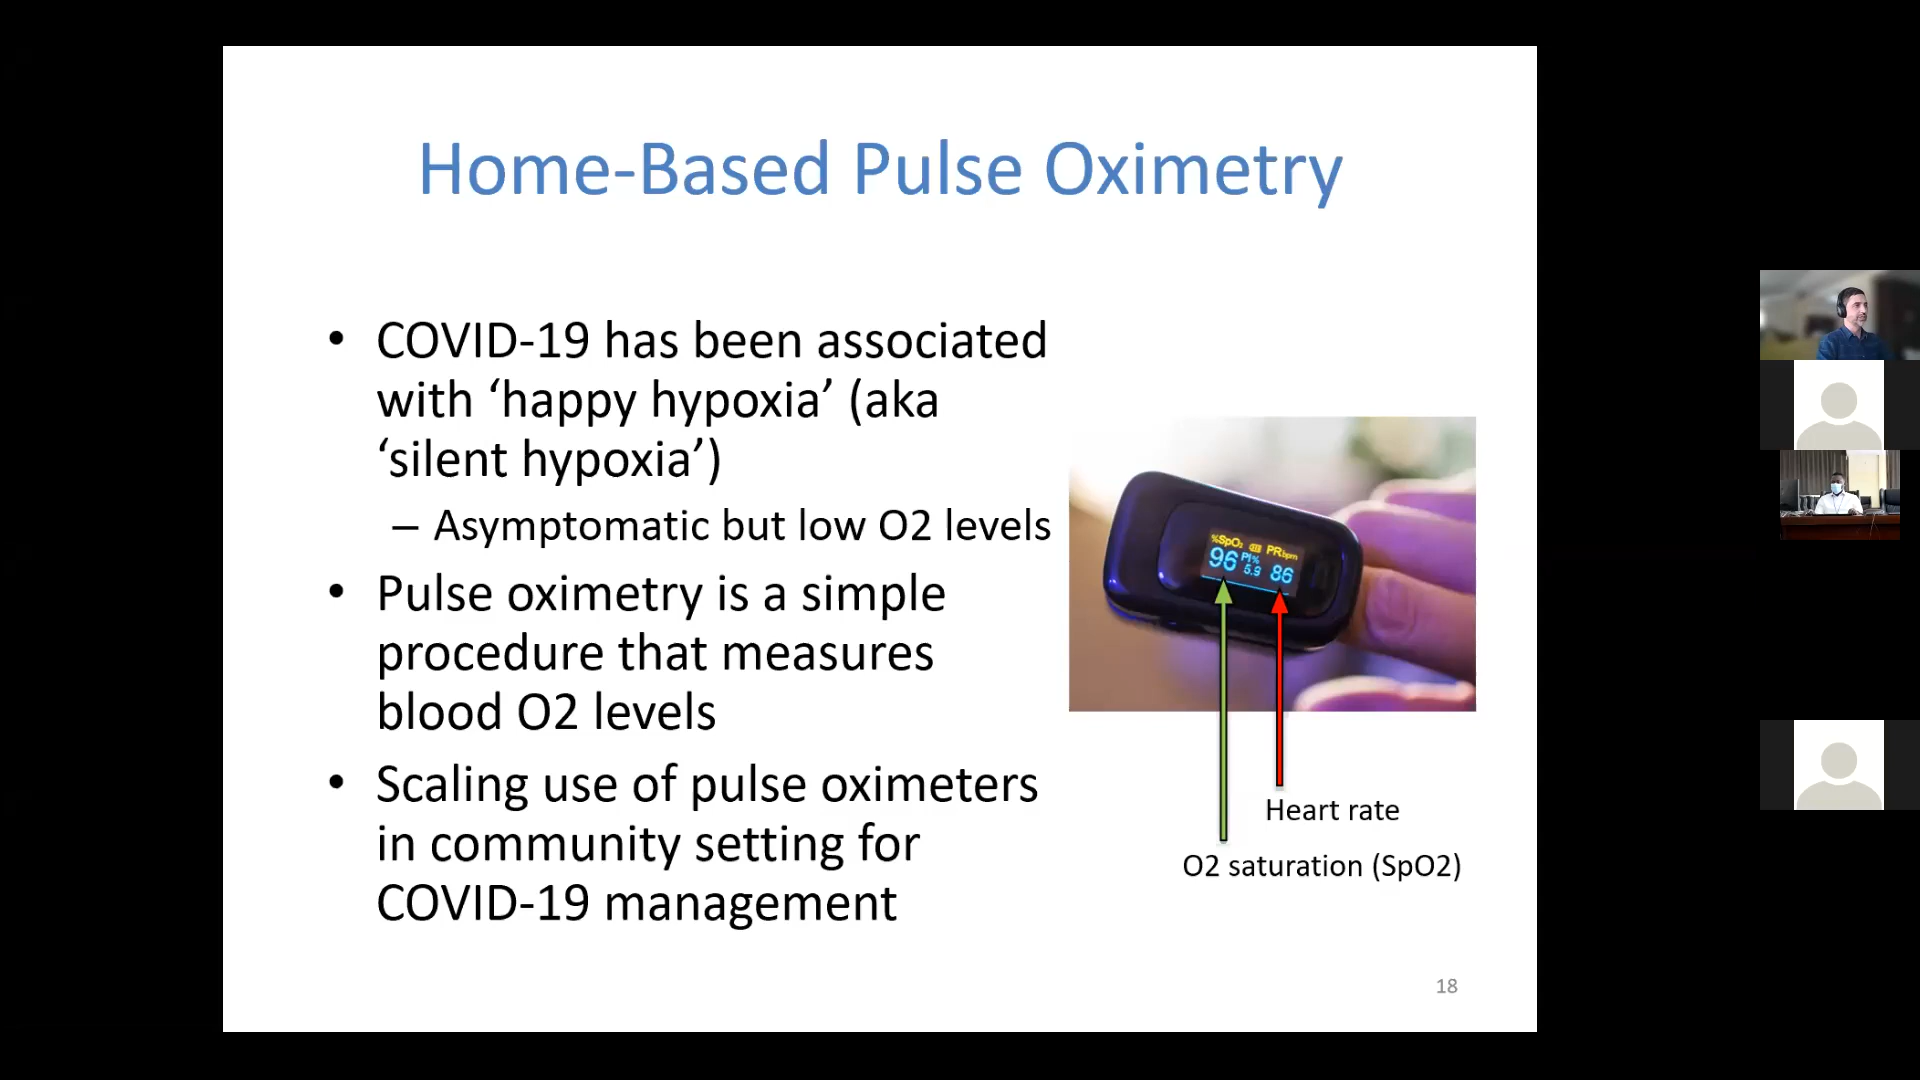 Home-Based Pulse Oximetry
• COVID-19 has been associated
with ‘happy hypoxia’ (aka
‘silent hypoxia’)
– Asymptomatic but low O2 levels
• Pulse oximetry is a simple
procedure that measures
blood O2 levels
• Scaling use of pulse oximeters
in community setting for
COVID-19 management
%SpO₂ PRbpm
96 PI% 5.9 86
Heart rate
O2 saturation (SpO2)
18